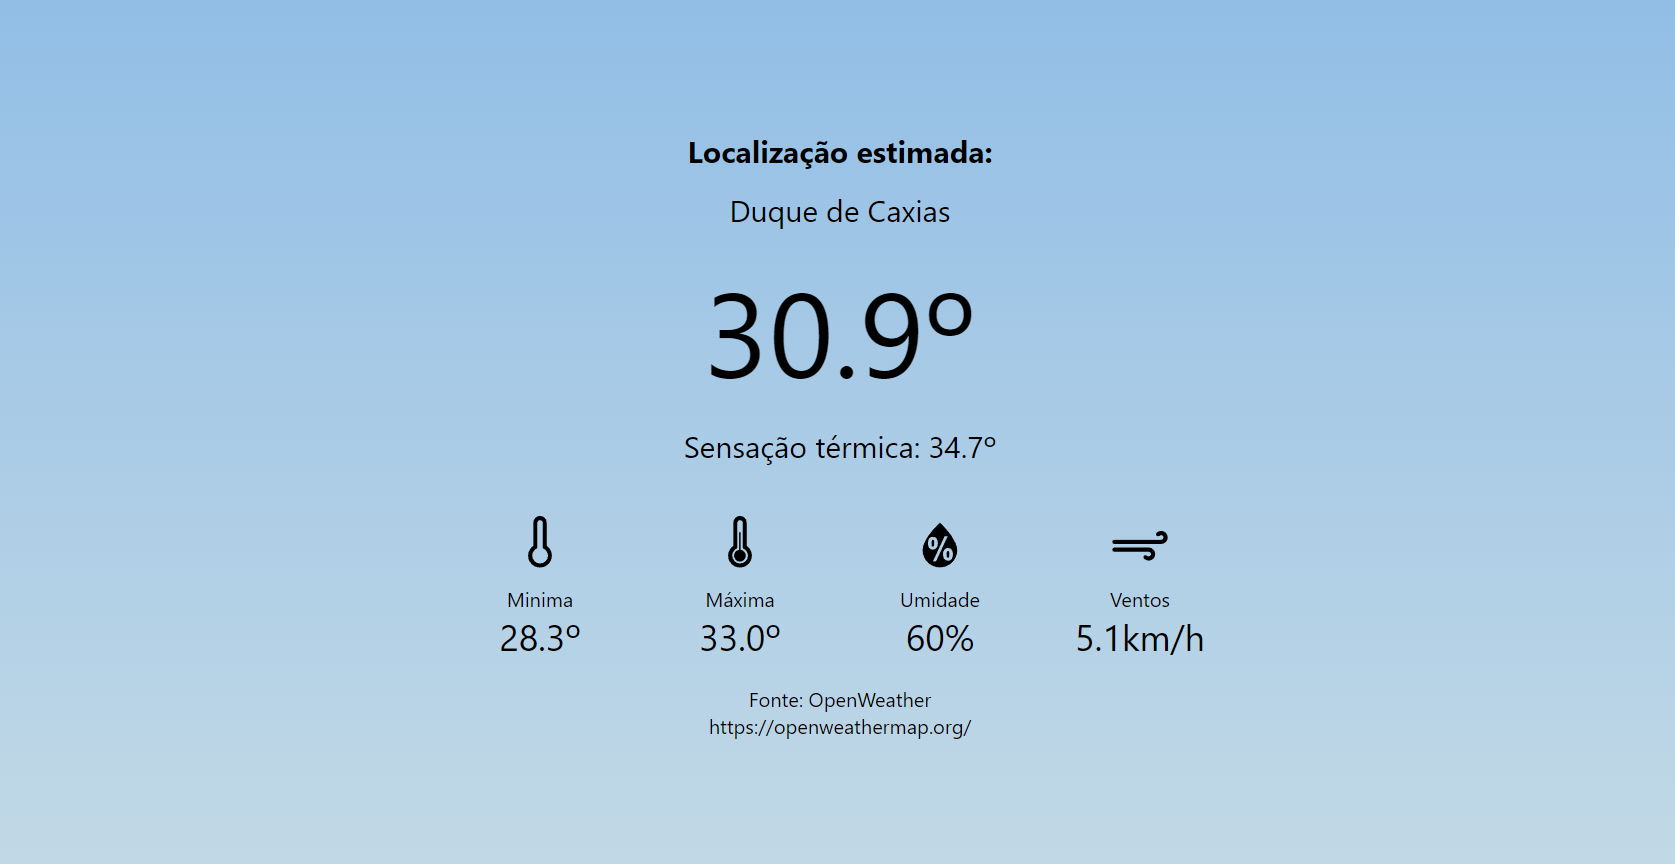 Localização estimada:
Duque de Caxias
30.9º
Sensação térmica: 34.7º
%
Minima Máxima Umidade Ventos
28.3º 33.0º 60% 5.1km/h
Fonte: OpenWeather
https://openweathermap.org/